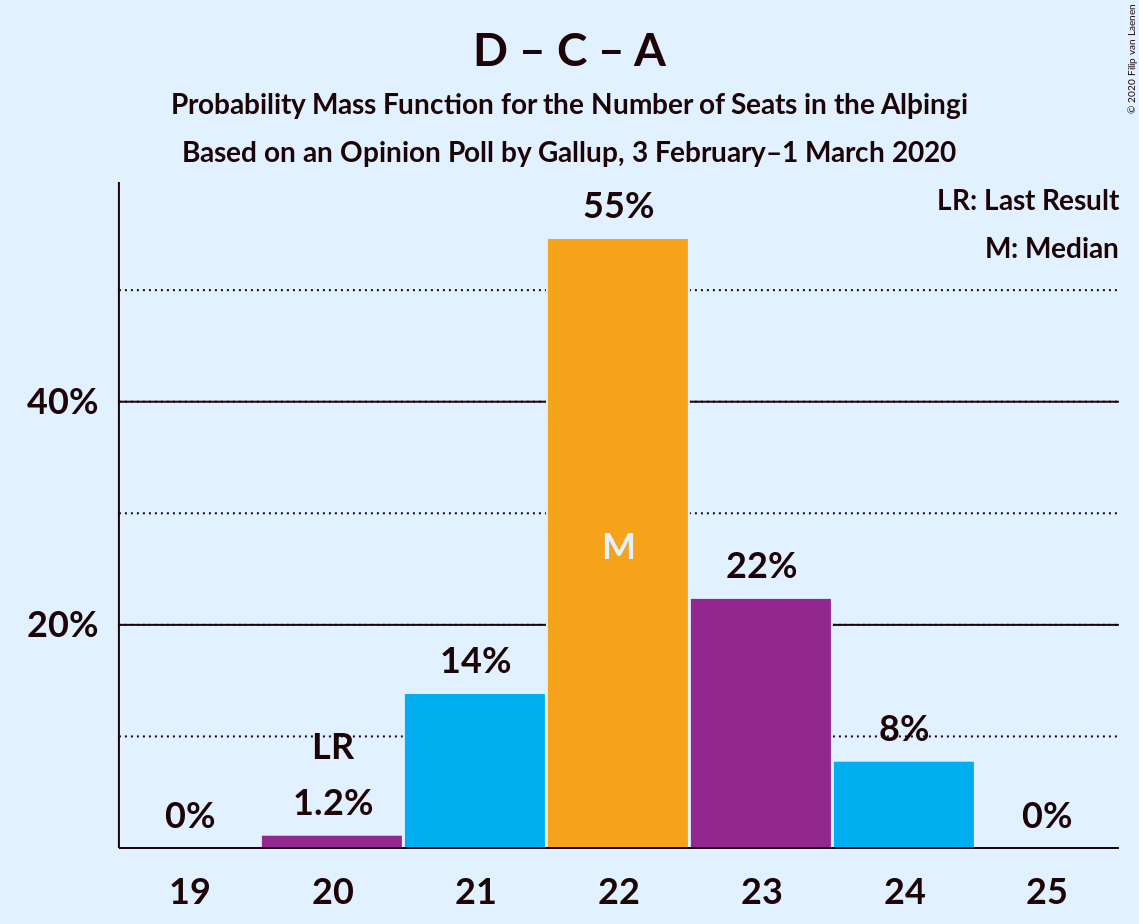 D – C – A
Probability Mass Function for the Number of Seats in the Alþingi
Based on an Opinion Poll by Gallup, 3 February–1 March 2020
© 2020 Filip van Laenen
LR: Last Result
M: Median
55%
40%
M
22%
20%
14%
8%
LR
1.2%
0%
0%
19 20 21 22 23 24 25